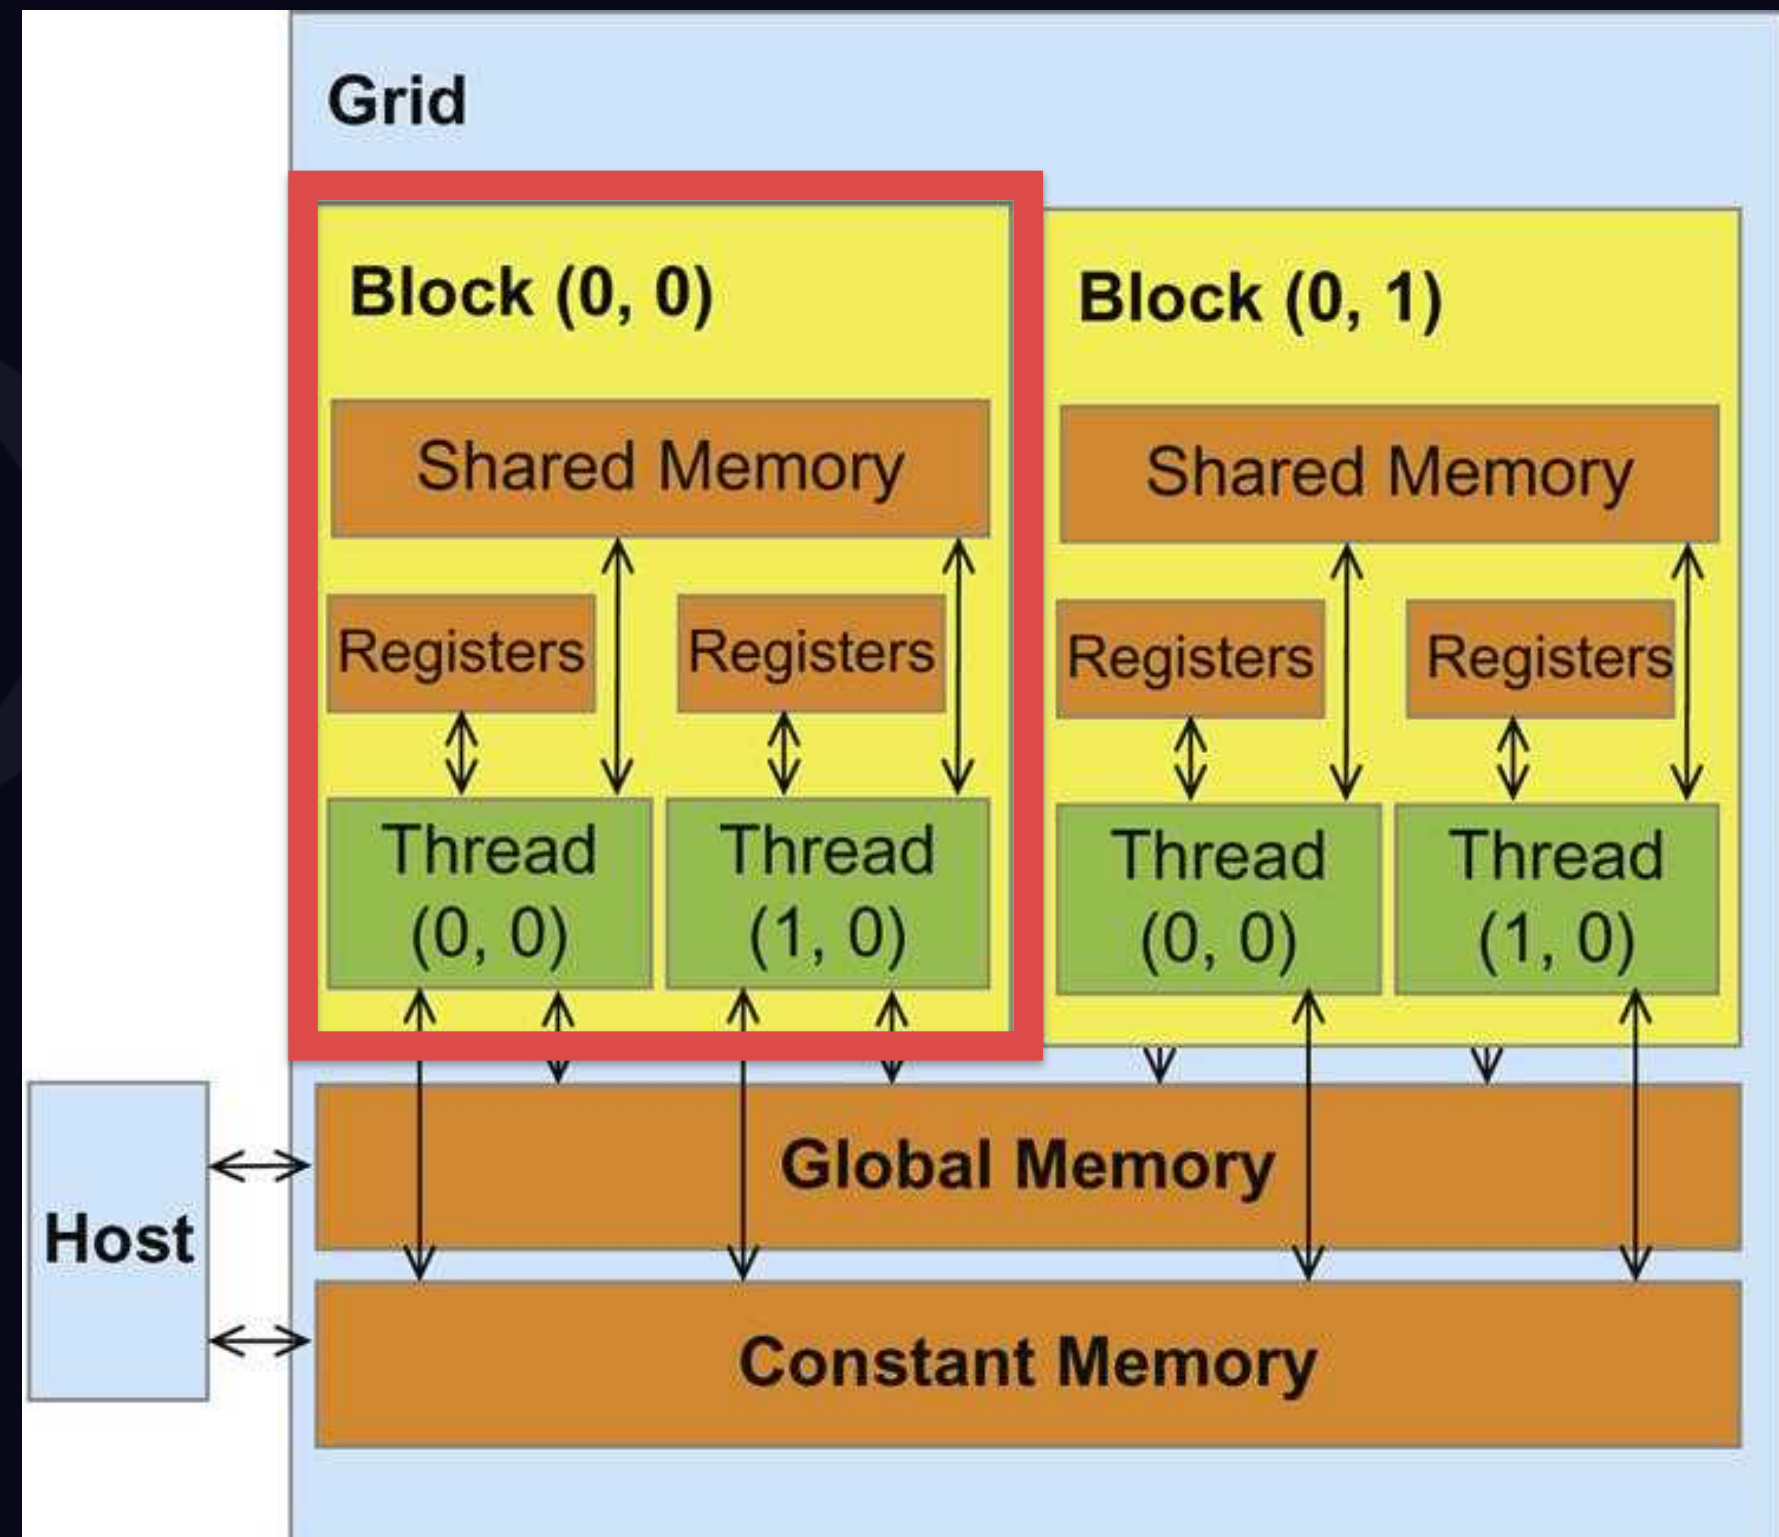 Grid
Block (0, 0)
Shared Memory
Registers
Registers
Thread
(0, 0)
Thread
(1, 0)
Block (0, 1)
Shared Memory
Registers
Registers
Thread
(0, 0)
Thread
(1, 0)
Host
Global Memory
Constant Memory